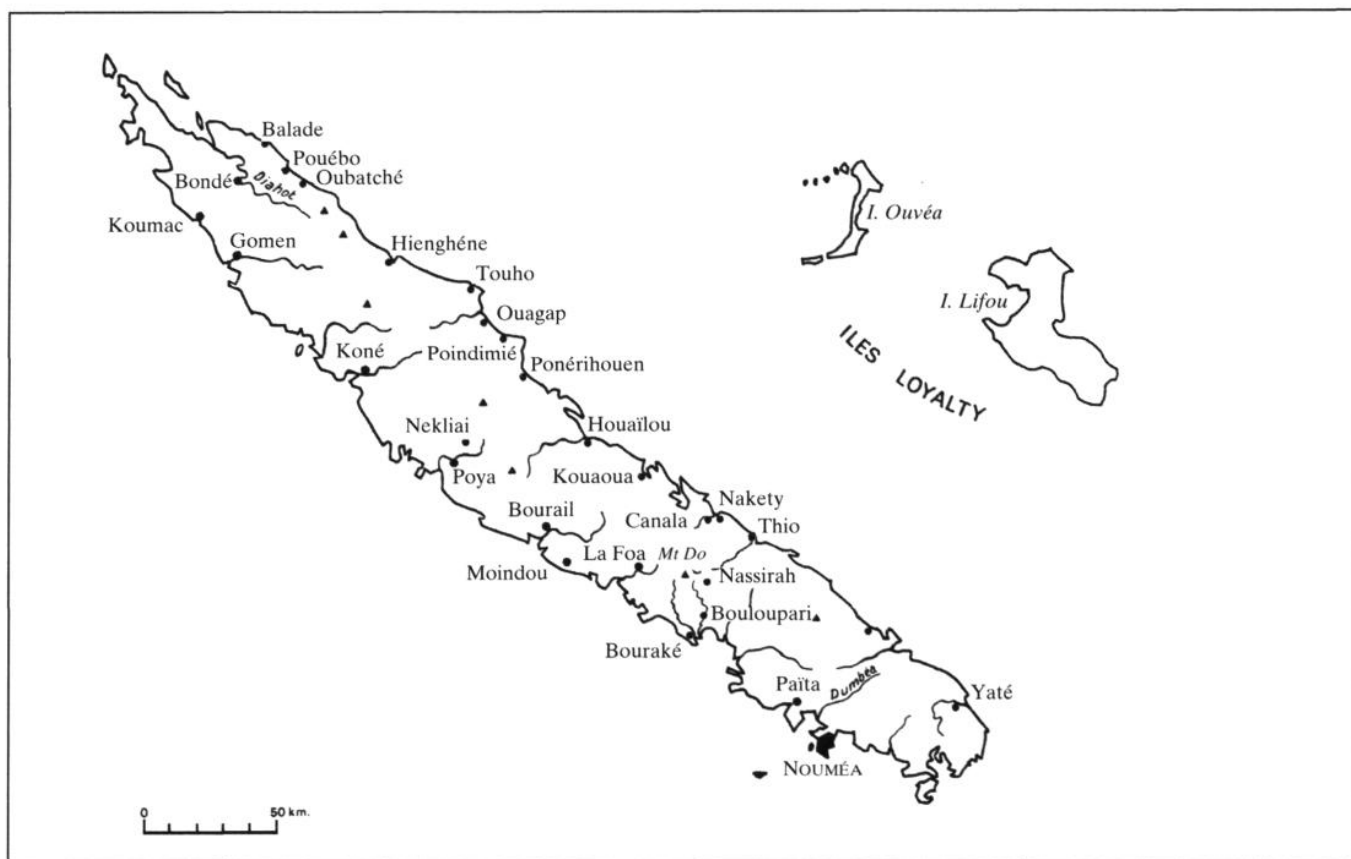 Balade
Pouébo
Oubatché
Bondé
Diahot
Koumac
Gomen
Hienghéne
Touho
Ouagap
Koné
Poindimié
Ponérihouen
Nekliai
Houaïlou
Poya
Kouaoua
Bourail
Canala
Nakety
Thio
La Foa
Mt Do
Moindou
Nassirah
Bouloupari
Bouraké
Païta
Dumbéa
Yaté
NOUMÉA
I. Ouvéa
I. Lifou
ILES LOYALTY
0 50 km.